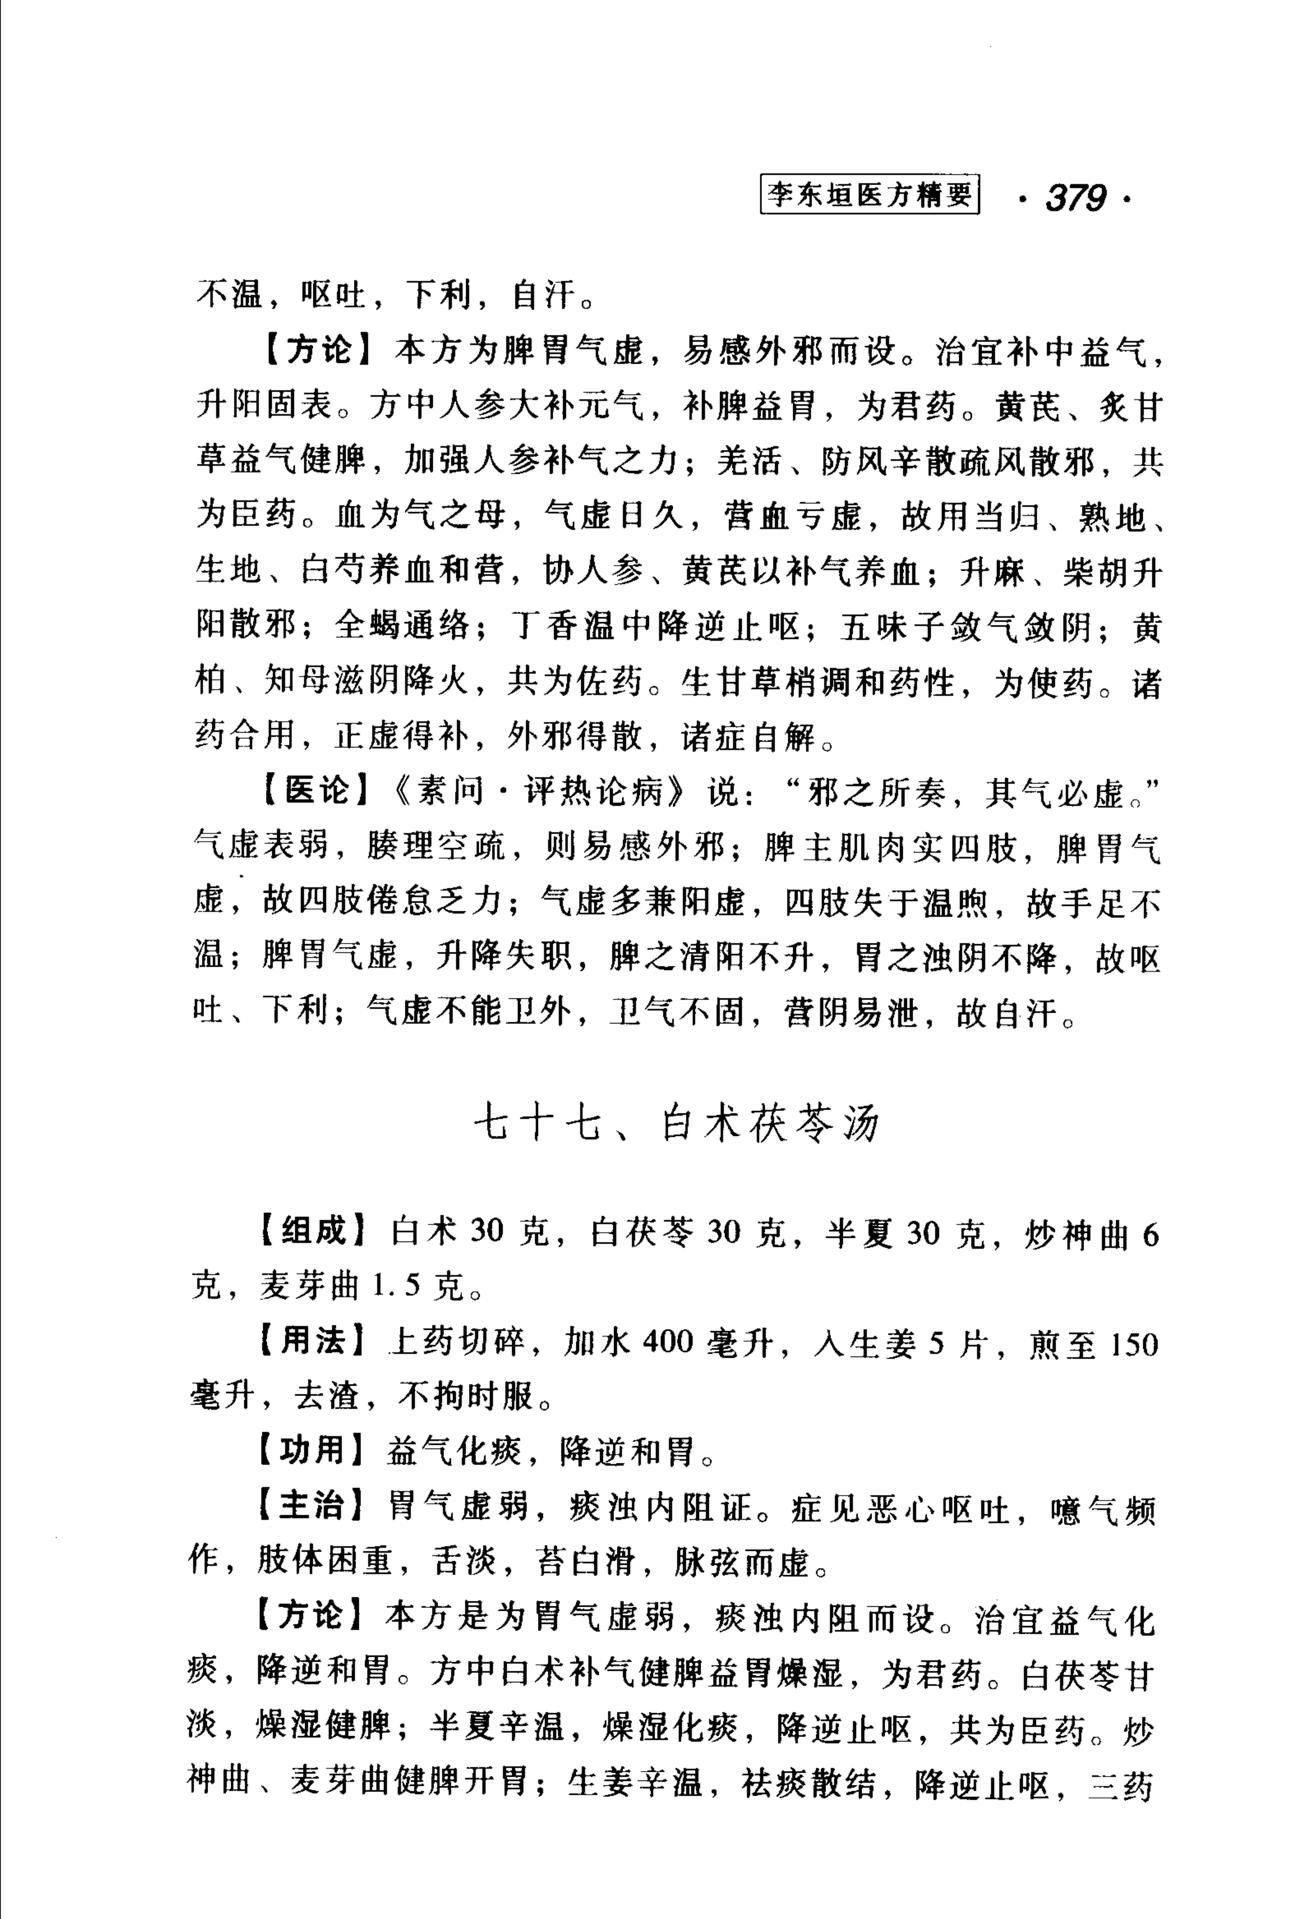 李东垣医方精要 · 379 ·
不温，呕吐，下利，自汗。
【方论】本方为脾胃气虚，易感外邪而设。治宜补中益气，
升阳固表。方中人参大补元气，补脾益胃，为君药。黄芪、炙甘
草益气健脾，加强人参补气之力；羌活、防风辛散疏风散邪，共
为臣药。血为气之母，气虚日久，营血亏虚，故用当归、熟地、
生地、白芍养血和营，协人参、黄芪以补气养血；升麻、柴胡升
阳散邪；全蝎通络；丁香温中降逆止呕；五味子敛气敛阴；黄
柏、知母滋阴降火，共为佐药。生甘草梢调和药性，为使药。诸
药合用，正虚得补，外邪得散，诸症自解。
【医论】《素问·评热论病》说：“邪之所奏，其气必虚。”
气虚表弱，腠理空疏，则易感外邪；脾主肌肉实四肢，脾胃气
虚，故四肢倦怠乏力；气虚多兼阳虚，四肢失于温煦，故手足不
温；脾胃气虚，升降失职，脾之清阳不升，胃之浊阴不降，故呕
吐、下利；气虚不能卫外，卫气不固，营阴易泄，故自汗。
七十七、白术茯苓汤
【组成】白术30克，白茯苓30克，半夏30克，炒神曲6
克，麦芽曲1.5克。
【用法】上药切碎，加水400毫升，入生姜5片，煎至150
毫升，去渣，不拘时服。
【功用】益气化痰，降逆和胃。
【主治】胃气虚弱，痰浊内阻证。症见恶心呕吐，噫气频
作，肢体困重，舌淡，苔白滑，脉弦而虚。
【方论】本方是为胃气虚弱，痰浊内阻而设。治宜益气化
痰，降逆和胃。方中白术补气健脾益胃燥湿，为君药。白茯苓甘
淡，燥湿健脾；半夏辛温，燥湿化痰，降逆止呕，共为臣药。炒
神曲、麦芽曲健脾开胃；生姜辛温，祛痰散结，降逆止呕，三药